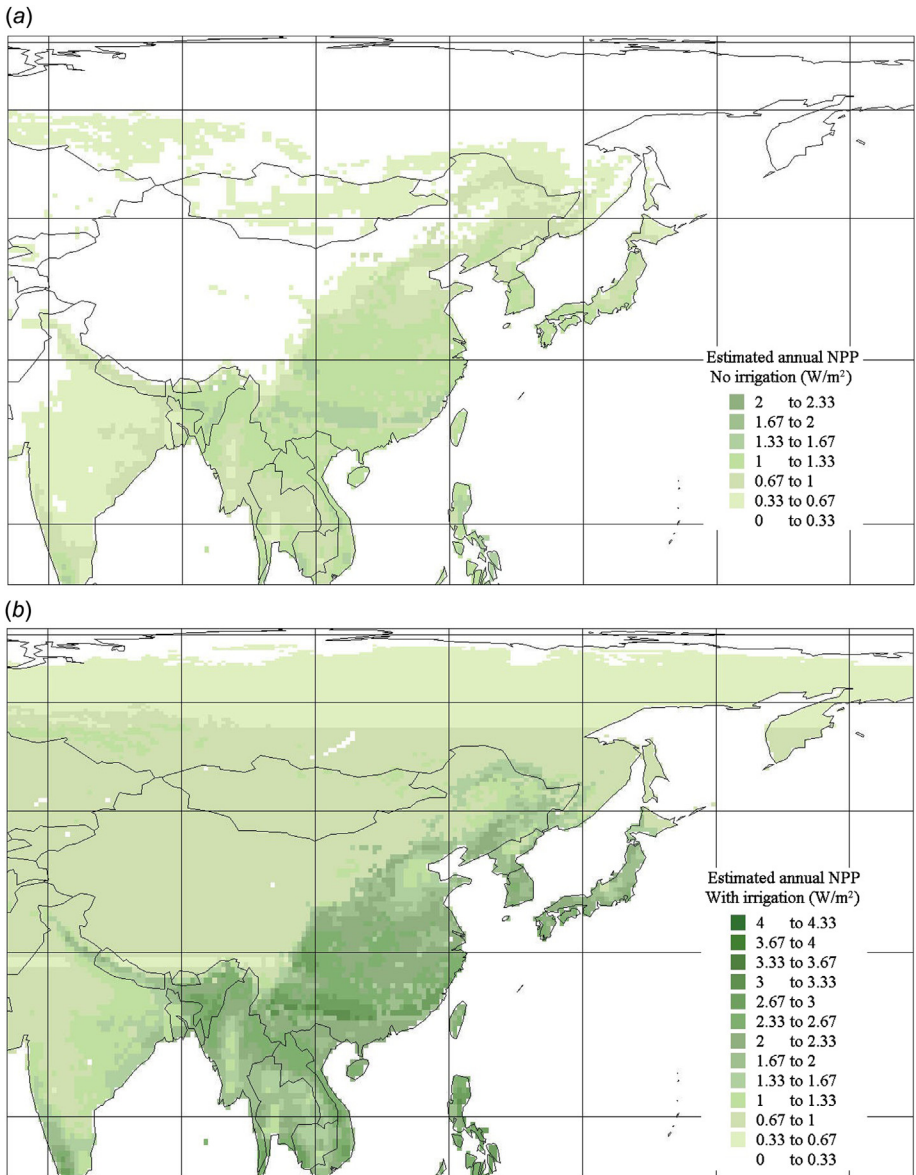 (a)
Estimated annual NPP
No irrigation (W/m²)
2 to 2.33
1.67 to 2
1.33 to 1.67
1 to 1.33
0.67 to 1
0.33 to 0.67
0 to 0.33
(b)
Estimated annual NPP
With irrigation (W/m²)
4 to 4.33
3.67 to 4
3.33 to 3.67
3 to 3.33
2.67 to 3
2.33 to 2.67
2 to 2.33
1.67 to 2
1.33 to 1.67
1 to 1.33
0.67 to 1
0.33 to 0.67
0 to 0.33